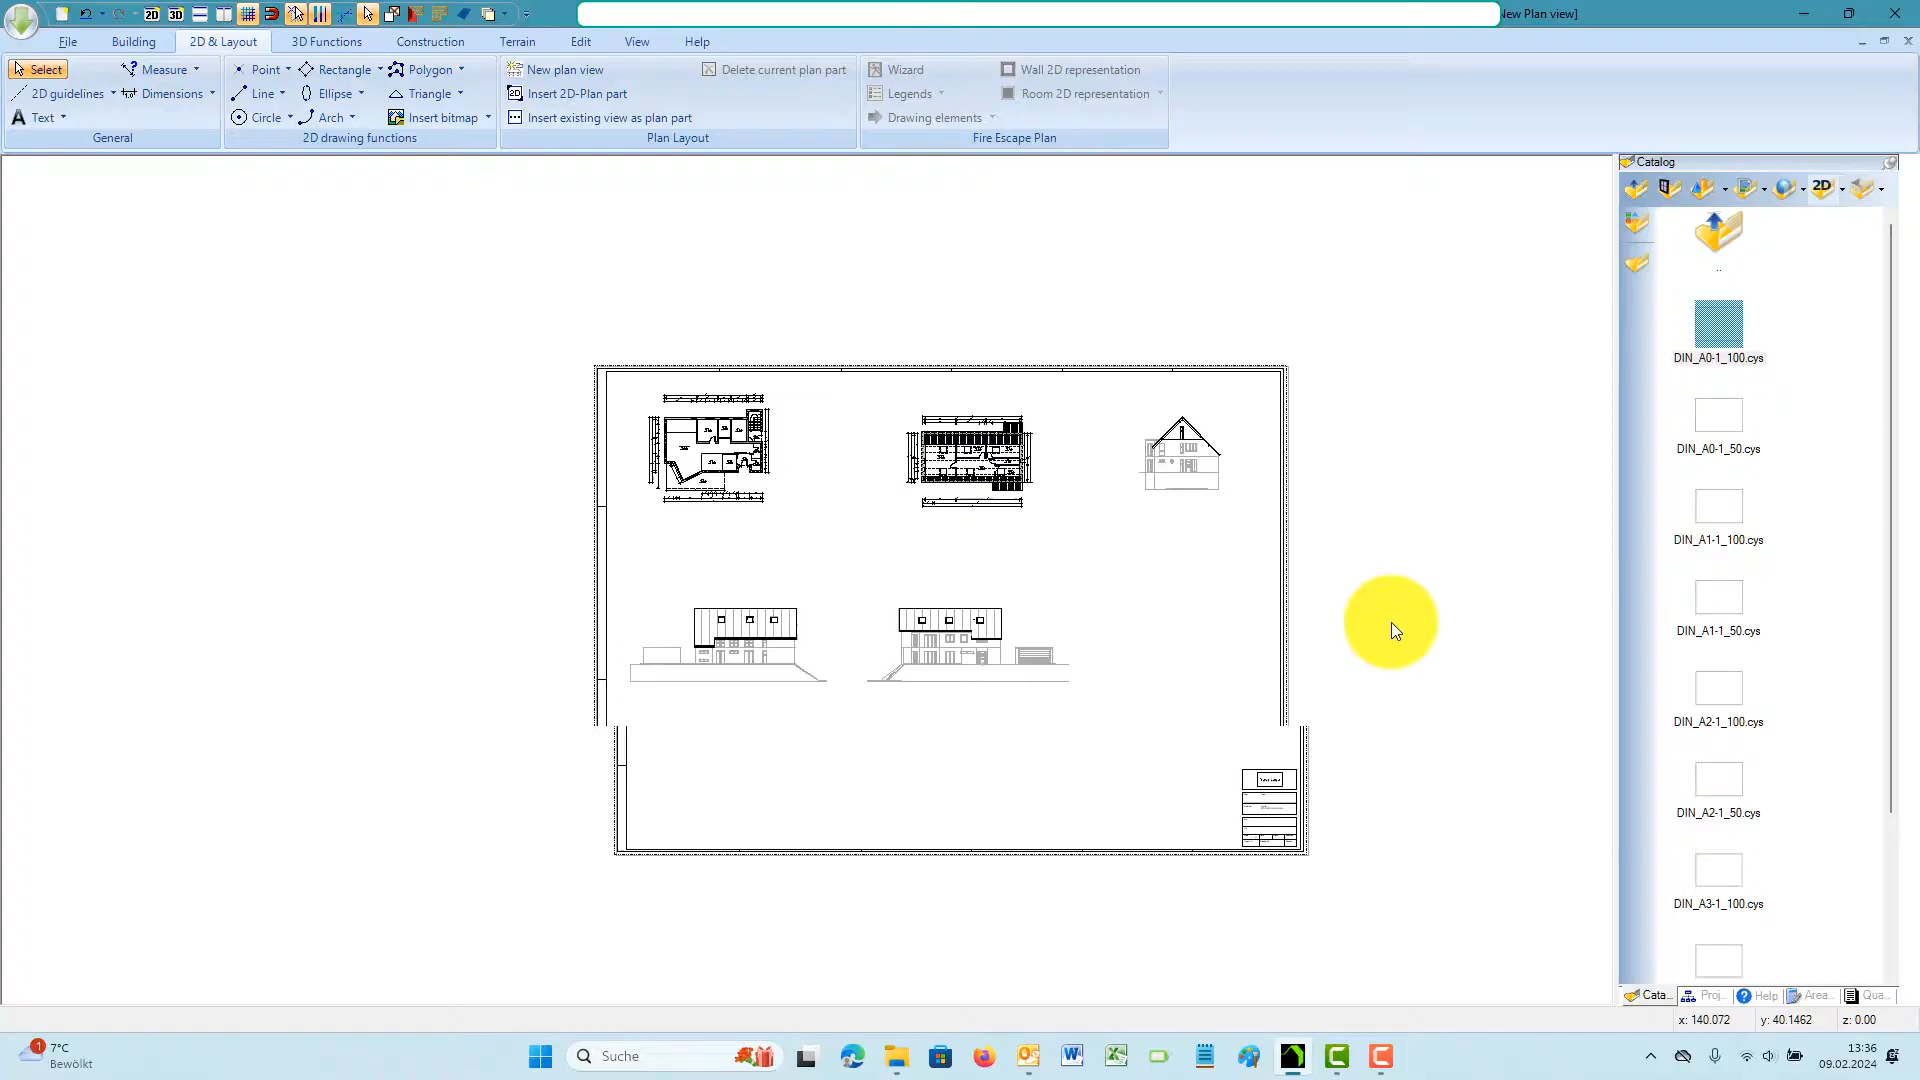 2D 3D New Plan view]
File Building 2D & Layout 3D Functions Construction Terrain Edit View Help
Select Measure Point Rectangle Polygon New plan view Delete current plan part Wizard Wall 2D representation
2D guidelines Dimensions Line Ellipse Triangle Insert 2D-Plan part Legends Room 2D representation
Text Circle Arch Insert bitmap Insert existing view as plan part Drawing elements
General 2D drawing functions Plan Layout Fire Escape Plan
Catalog
2D
..
DIN_A0-1_100.cys
DIN_A0-1_50.cys
DIN_A1-1_100.cys
DIN_A1-1_50.cys
DIN_A2-1_100.cys
DIN_A2-1_50.cys
DIN_A3-1_100.cys
Cata... Proj... Help Area... Qua...
x: 140.072 y: 40.1462 z: 0.00
1 7°C
Bewölkt
Suche
13:36
09.02.2024